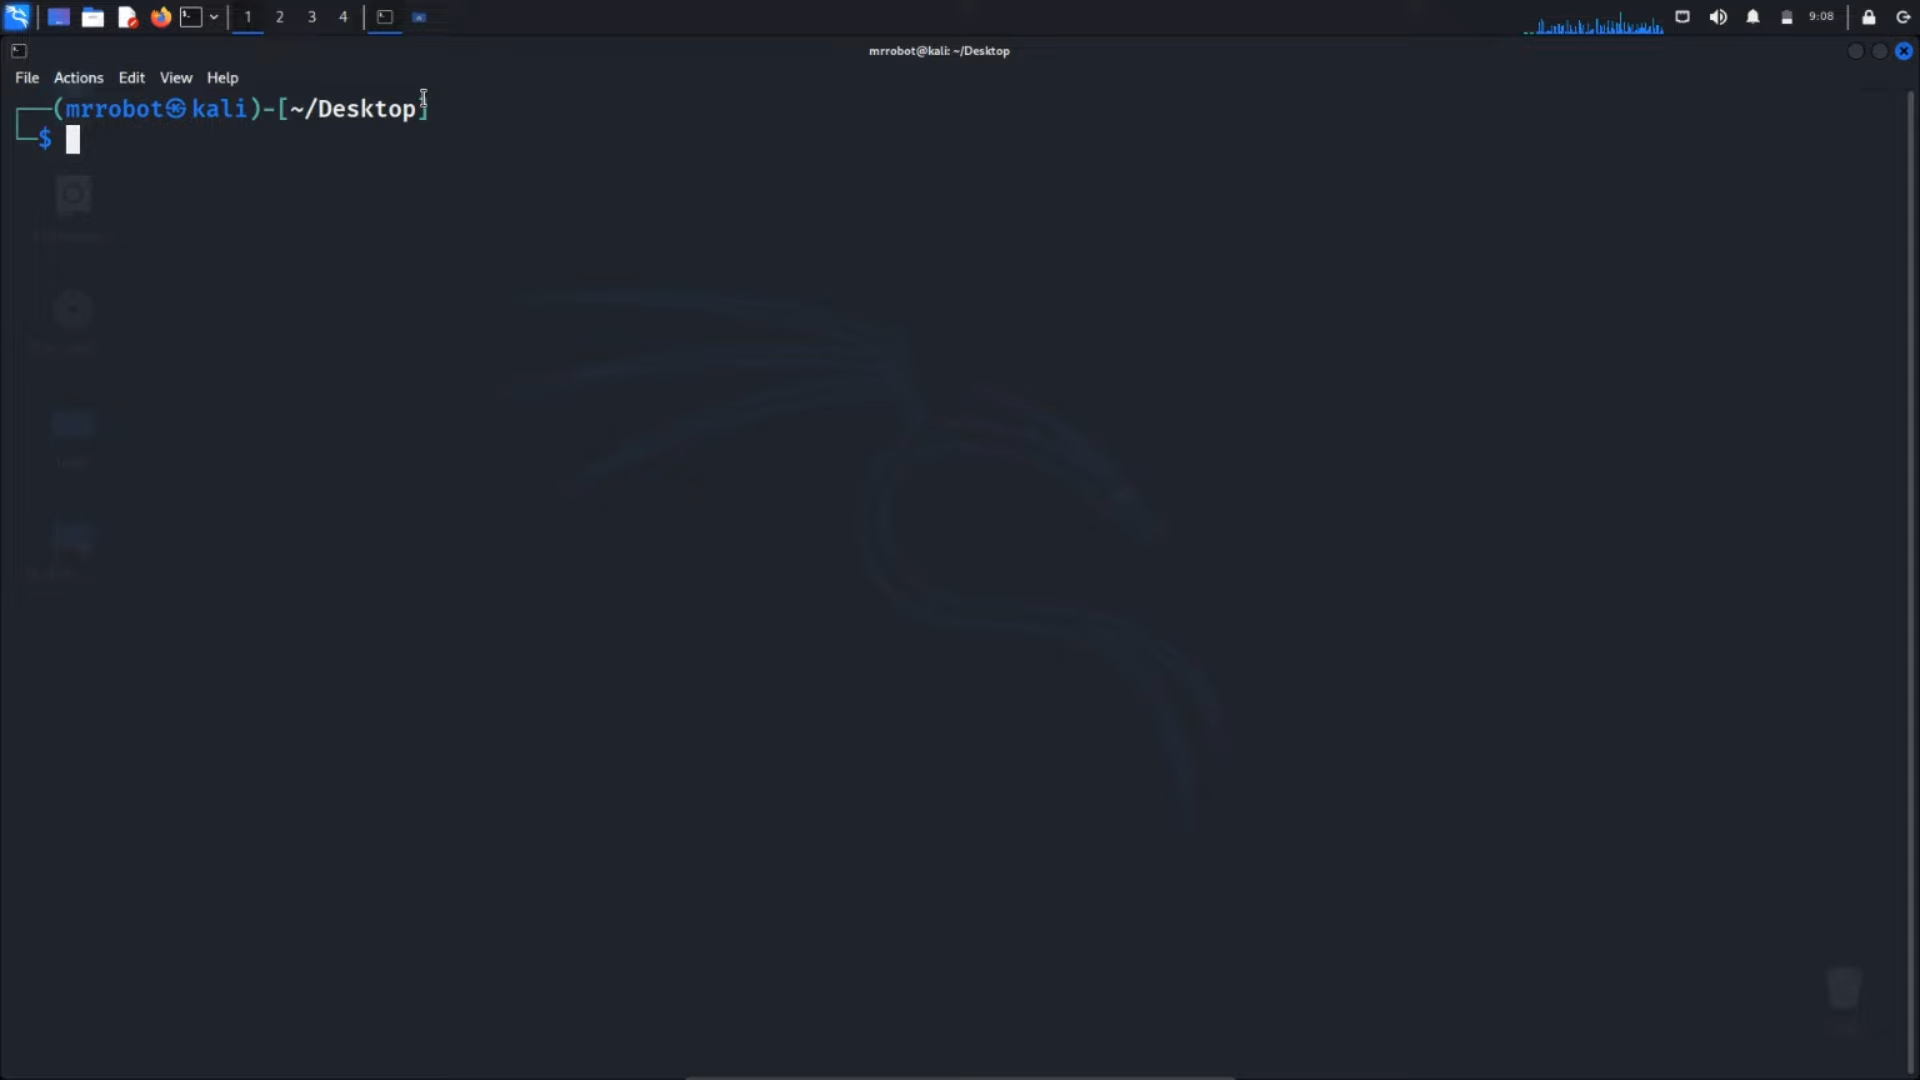 1 2 3 4
9:08
mrrobot@kali: ~/Desktop
File Actions Edit View Help
┌──(mrrobot㉿kali)-[~/Desktop]
└─$